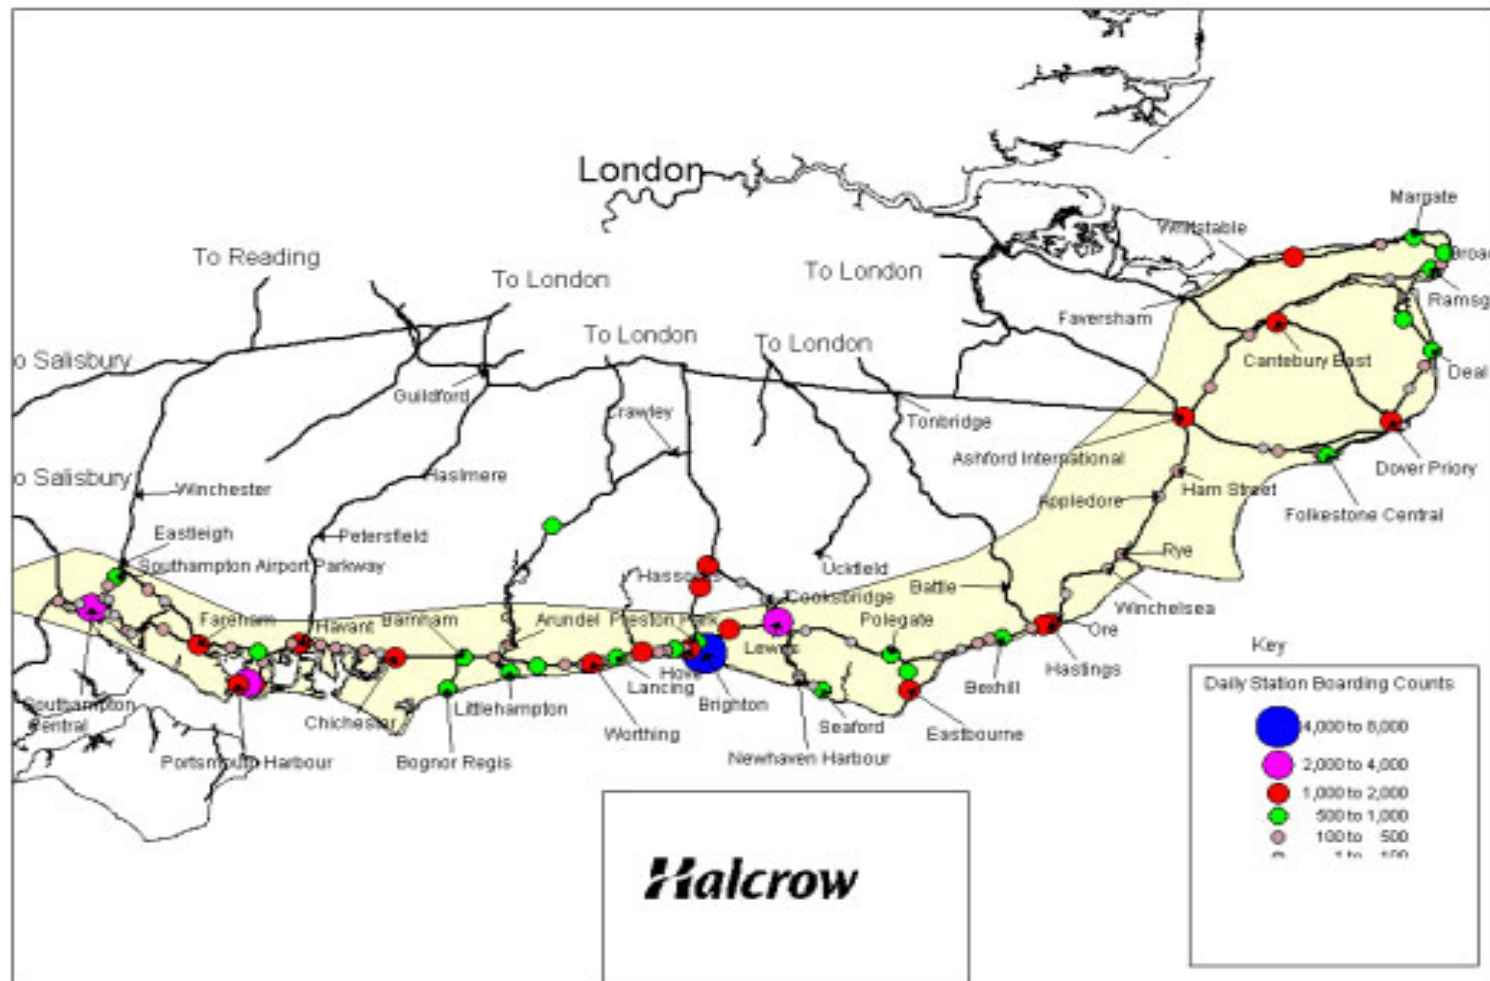 London
Margate
Whitstable
Broad
To Reading
To London
To London
Ramsg
Faversham
To London
To London
o Salisbury
Cantebury East
Guildford
Deal
Crawley
Tonbridge
Ashford International
Dover Priory
o Salisbury
Haslmere
Winchester
Ham Street
Appledore
Folkestone Central
Petersfield
Eastleigh
Rye
Southampton Airport Parkway
Uckfield
Hassocks
Battle
Cooksbridge
Winchelsea
Fareham
Havant
Barnham
Arundel
Preston Park
Polegate
Ore
Lewes
Hastings
Key
Hove
Lancing
Bexhill
Southampton
Central
Chichester
Littlehampton
Brighton
Seaford
Worthing
Eastbourne
Newhaven Harbour
Portsmouth Harbour
Bognor Regis
Daily Station Boarding Counts
4,000 to 8,000
2,000 to 4,000
1,000 to 2,000
500 to 1,000
100 to 500
1 to 100
Halcrow